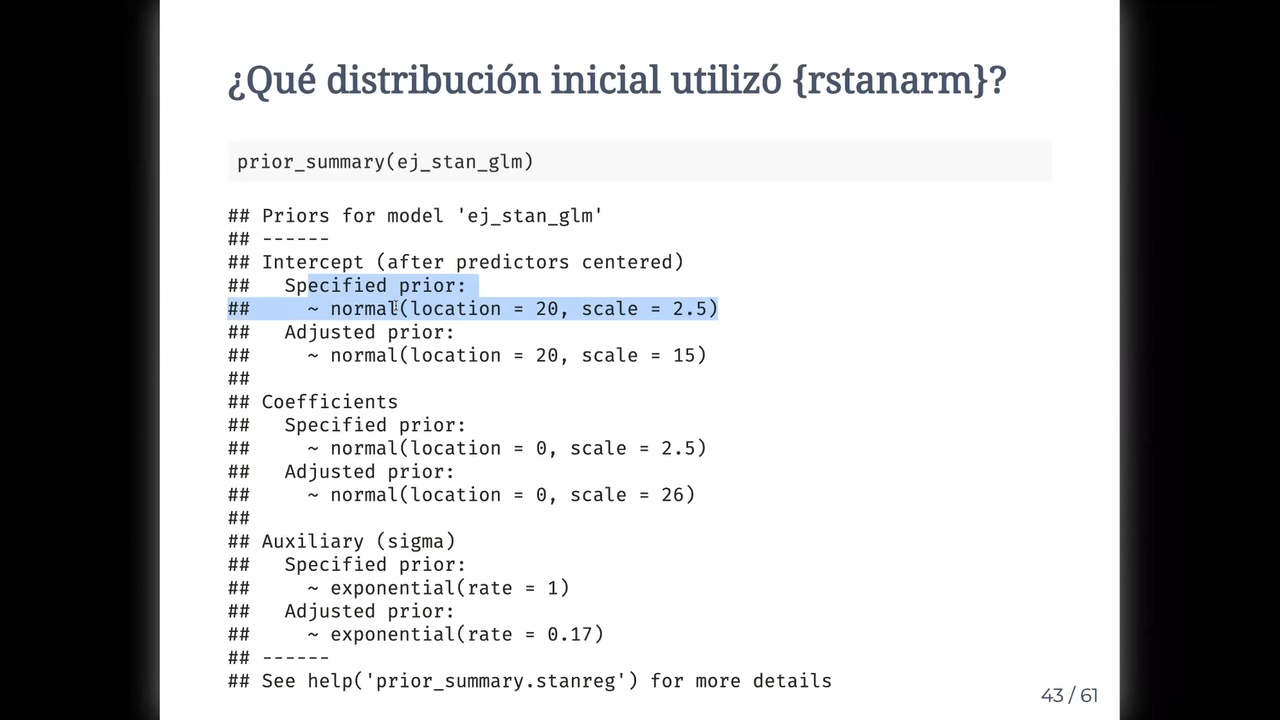 ¿Qué distribución inicial utilizó {rstanarm}?
prior_summary(ej_stan_glm)
## Priors for model 'ej_stan_glm'
## ------
## Intercept (after predictors centered)
##   Specified prior:
##     ~ normal(location = 20, scale = 2.5)
##   Adjusted prior:
##     ~ normal(location = 20, scale = 15)
##
## Coefficients
##   Specified prior:
##     ~ normal(location = 0, scale = 2.5)
##   Adjusted prior:
##     ~ normal(location = 0, scale = 26)
##
## Auxiliary (sigma)
##   Specified prior:
##     ~ exponential(rate = 1)
##   Adjusted prior:
##     ~ exponential(rate = 0.17)
## ------
## See help('prior_summary.stanreg') for more details
43 / 61